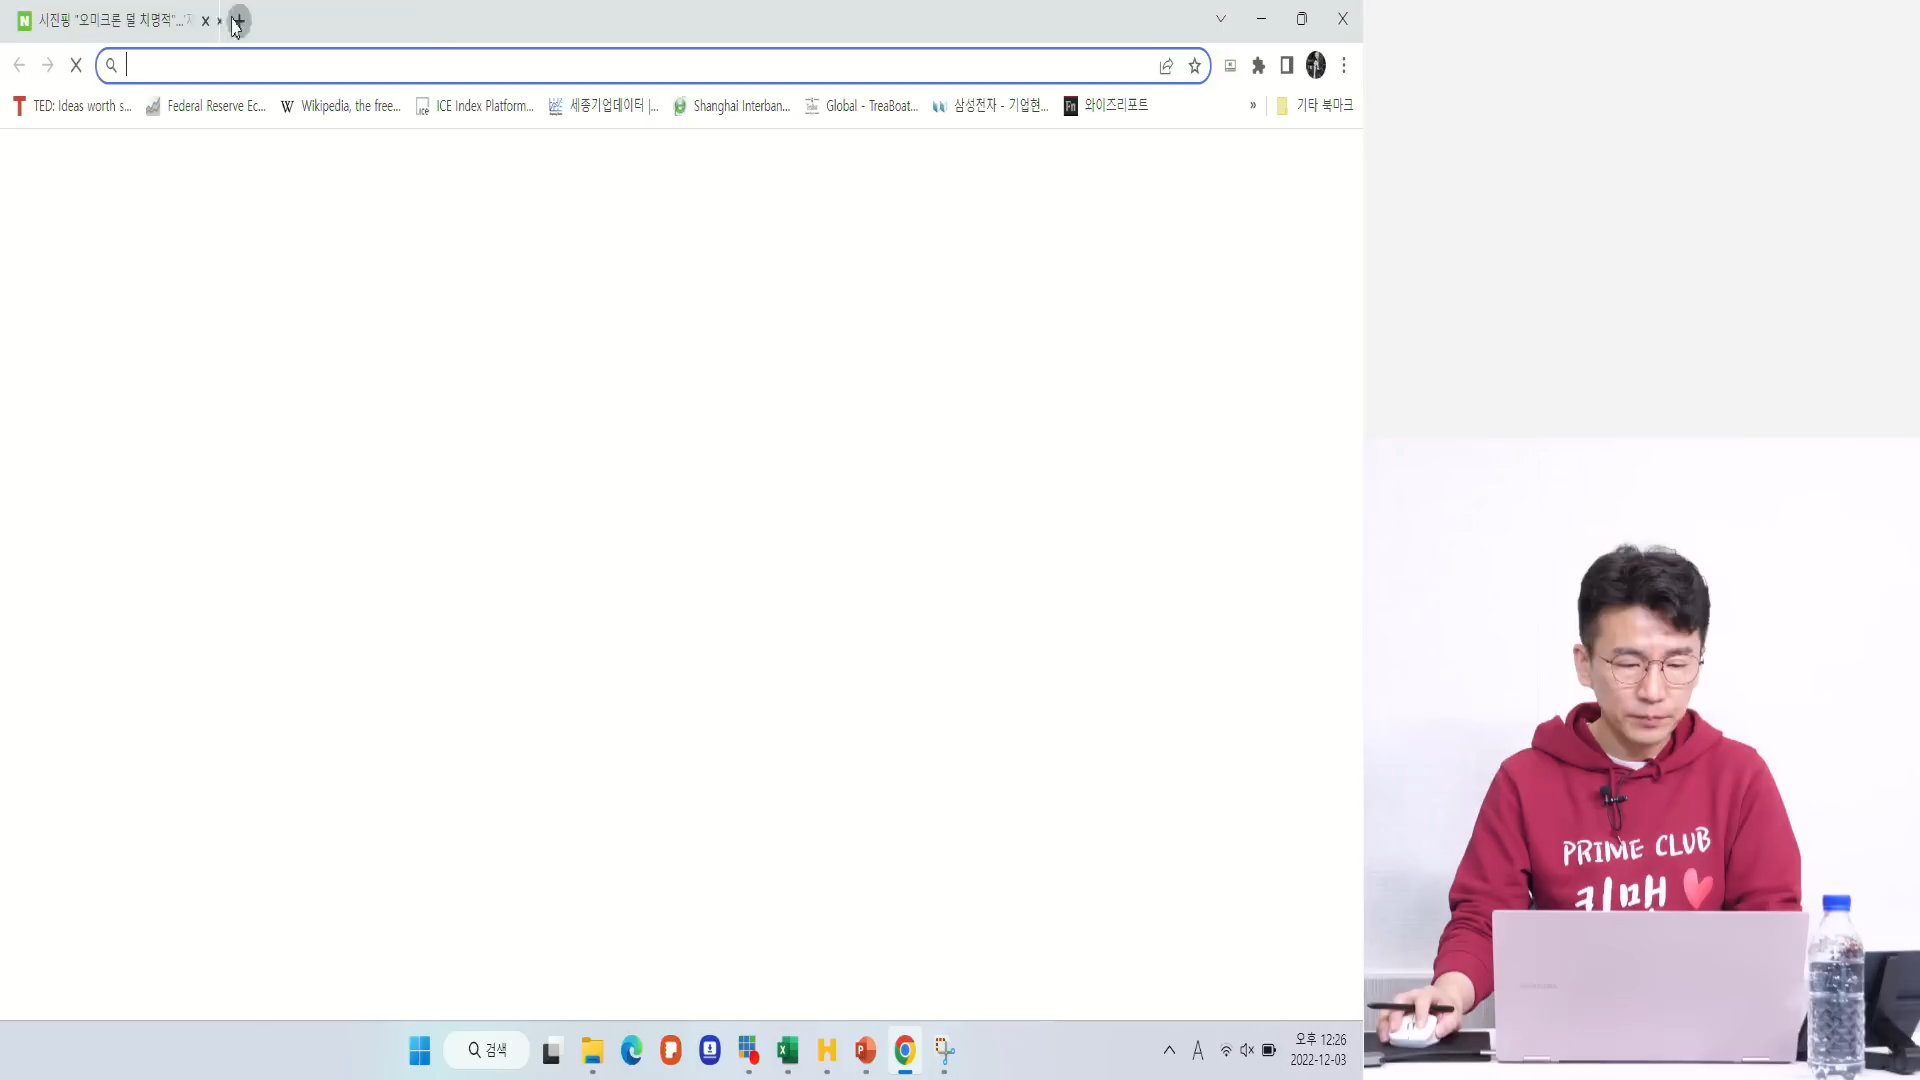 시진핑 "오미크론 덜 치명적"...
TED: Ideas worth s...
Federal Reserve Ec...
Wikipedia, the free...
ICE Index Platform...
세종기업데이터 |...
Shanghai Interban...
Global - TreaBoat...
삼성전자 - 기업현...
와이즈리포트
»
기타 북마크
PRIME CLUB
키맨
SAMSUNG
검색
A
오후 12:26
2022-12-03